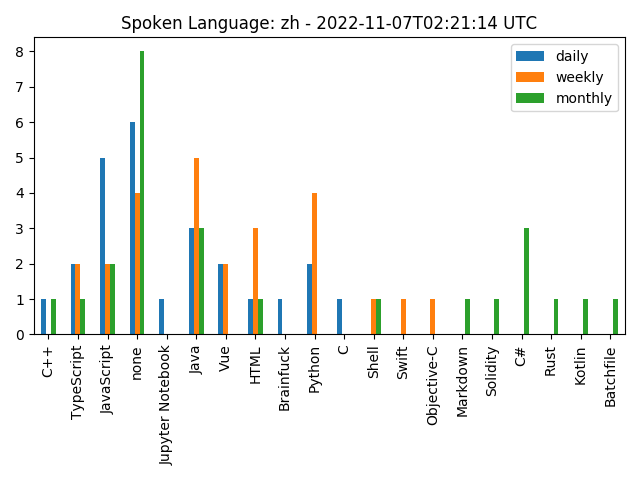 Spoken Language: zh - 2022-11-07T02:21:14 UTC
daily
weekly
monthly
8
7
6
5
4
3
2
1
0
C++
TypeScript
JavaScript
none
Jupyter Notebook
Java
Vue
HTML
Brainfuck
Python
C
Shell
Swift
Objective-C
Markdown
Solidity
C#
Rust
Kotlin
Batchfile